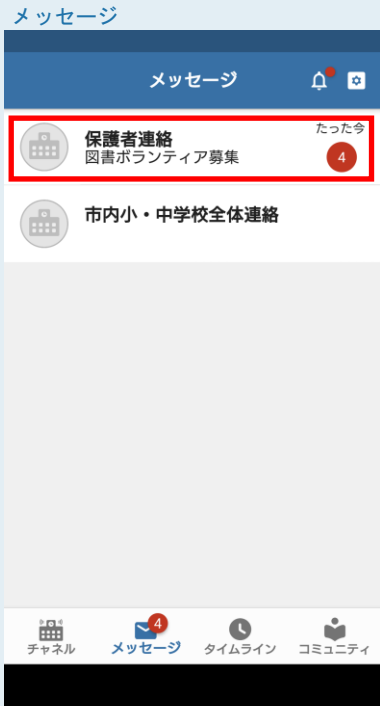 メッセージ
メッセージ
たった今
保護者連絡
図書ボランティア募集
4
市内小・中学校全体連絡
4
チャネル
メッセージ
タイムライン
コミュニティ